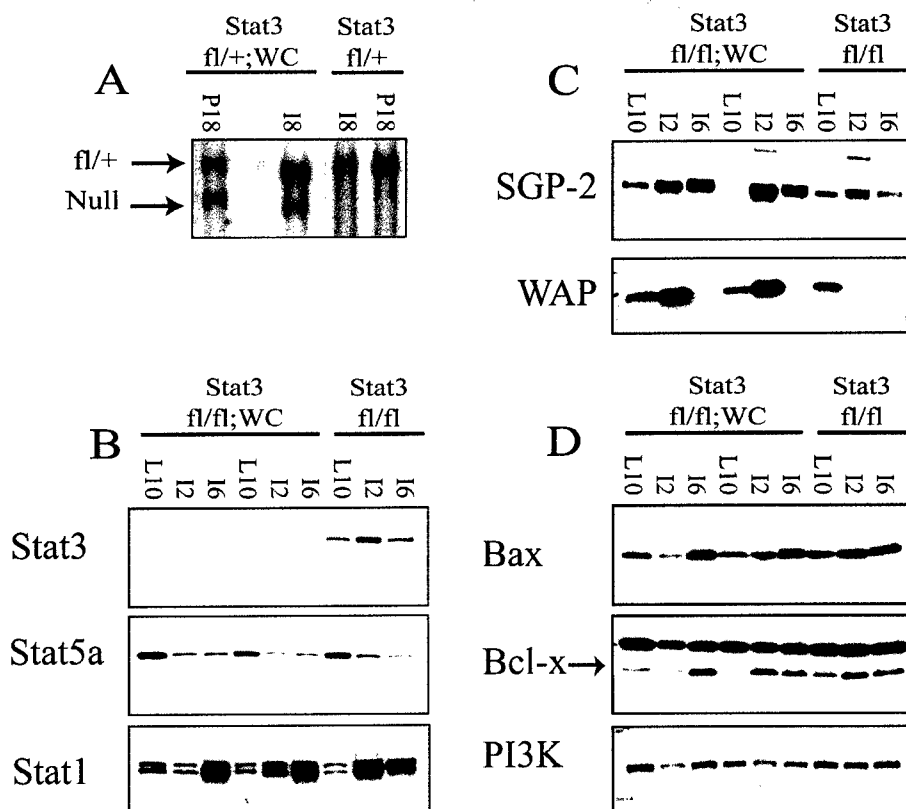 A
Stat3 Stat3
fl/+;WC fl/+
P18 I8 I8 P18
fl/+
Null
C
Stat3 Stat3
fl/fl;WC fl/fl
L10 I2 I6 L10 I2 I6 L10 I2 I6
SGP-2
WAP
B
Stat3 Stat3
fl/fl;WC fl/fl
L10 I2 I6 L10 I2 I6 L10 I2 I6
Stat3
Stat5a
Stat1
D
Stat3 Stat3
fl/fl;WC fl/fl
L10 I2 I6 L10 I2 I6 L10 I2 I6
Bax
Bcl-x
PI3K